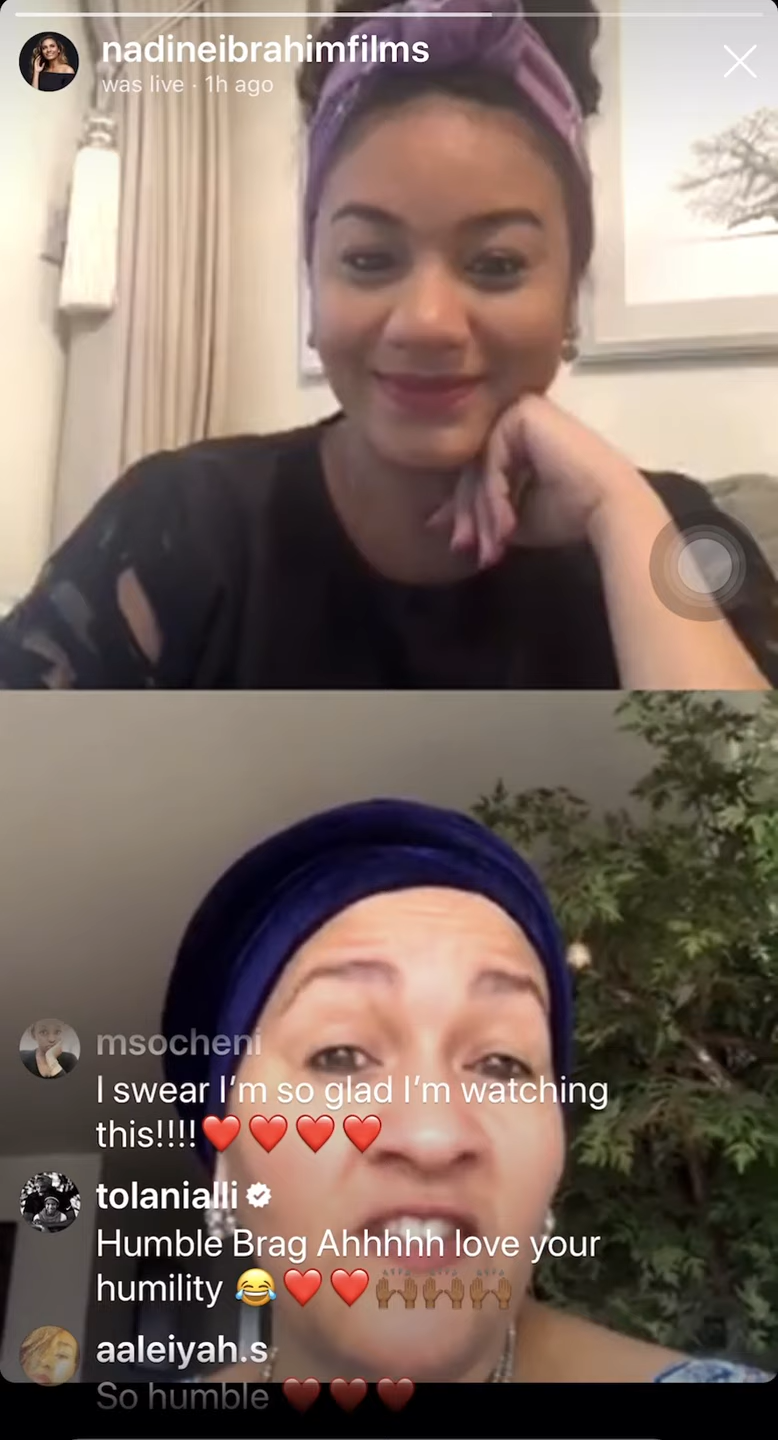 nadineibrahimfilms
was live · 1h ago
msocheni
I swear I’m so glad I’m watching
this!!!!❤️❤️❤️❤️
tolanialli
Humble Brag Ahhhhh love your
humility 😂❤️❤️🙌🏾🙌🏾🙌🏾
aaleiyah.s
So humble ❤️❤️❤️